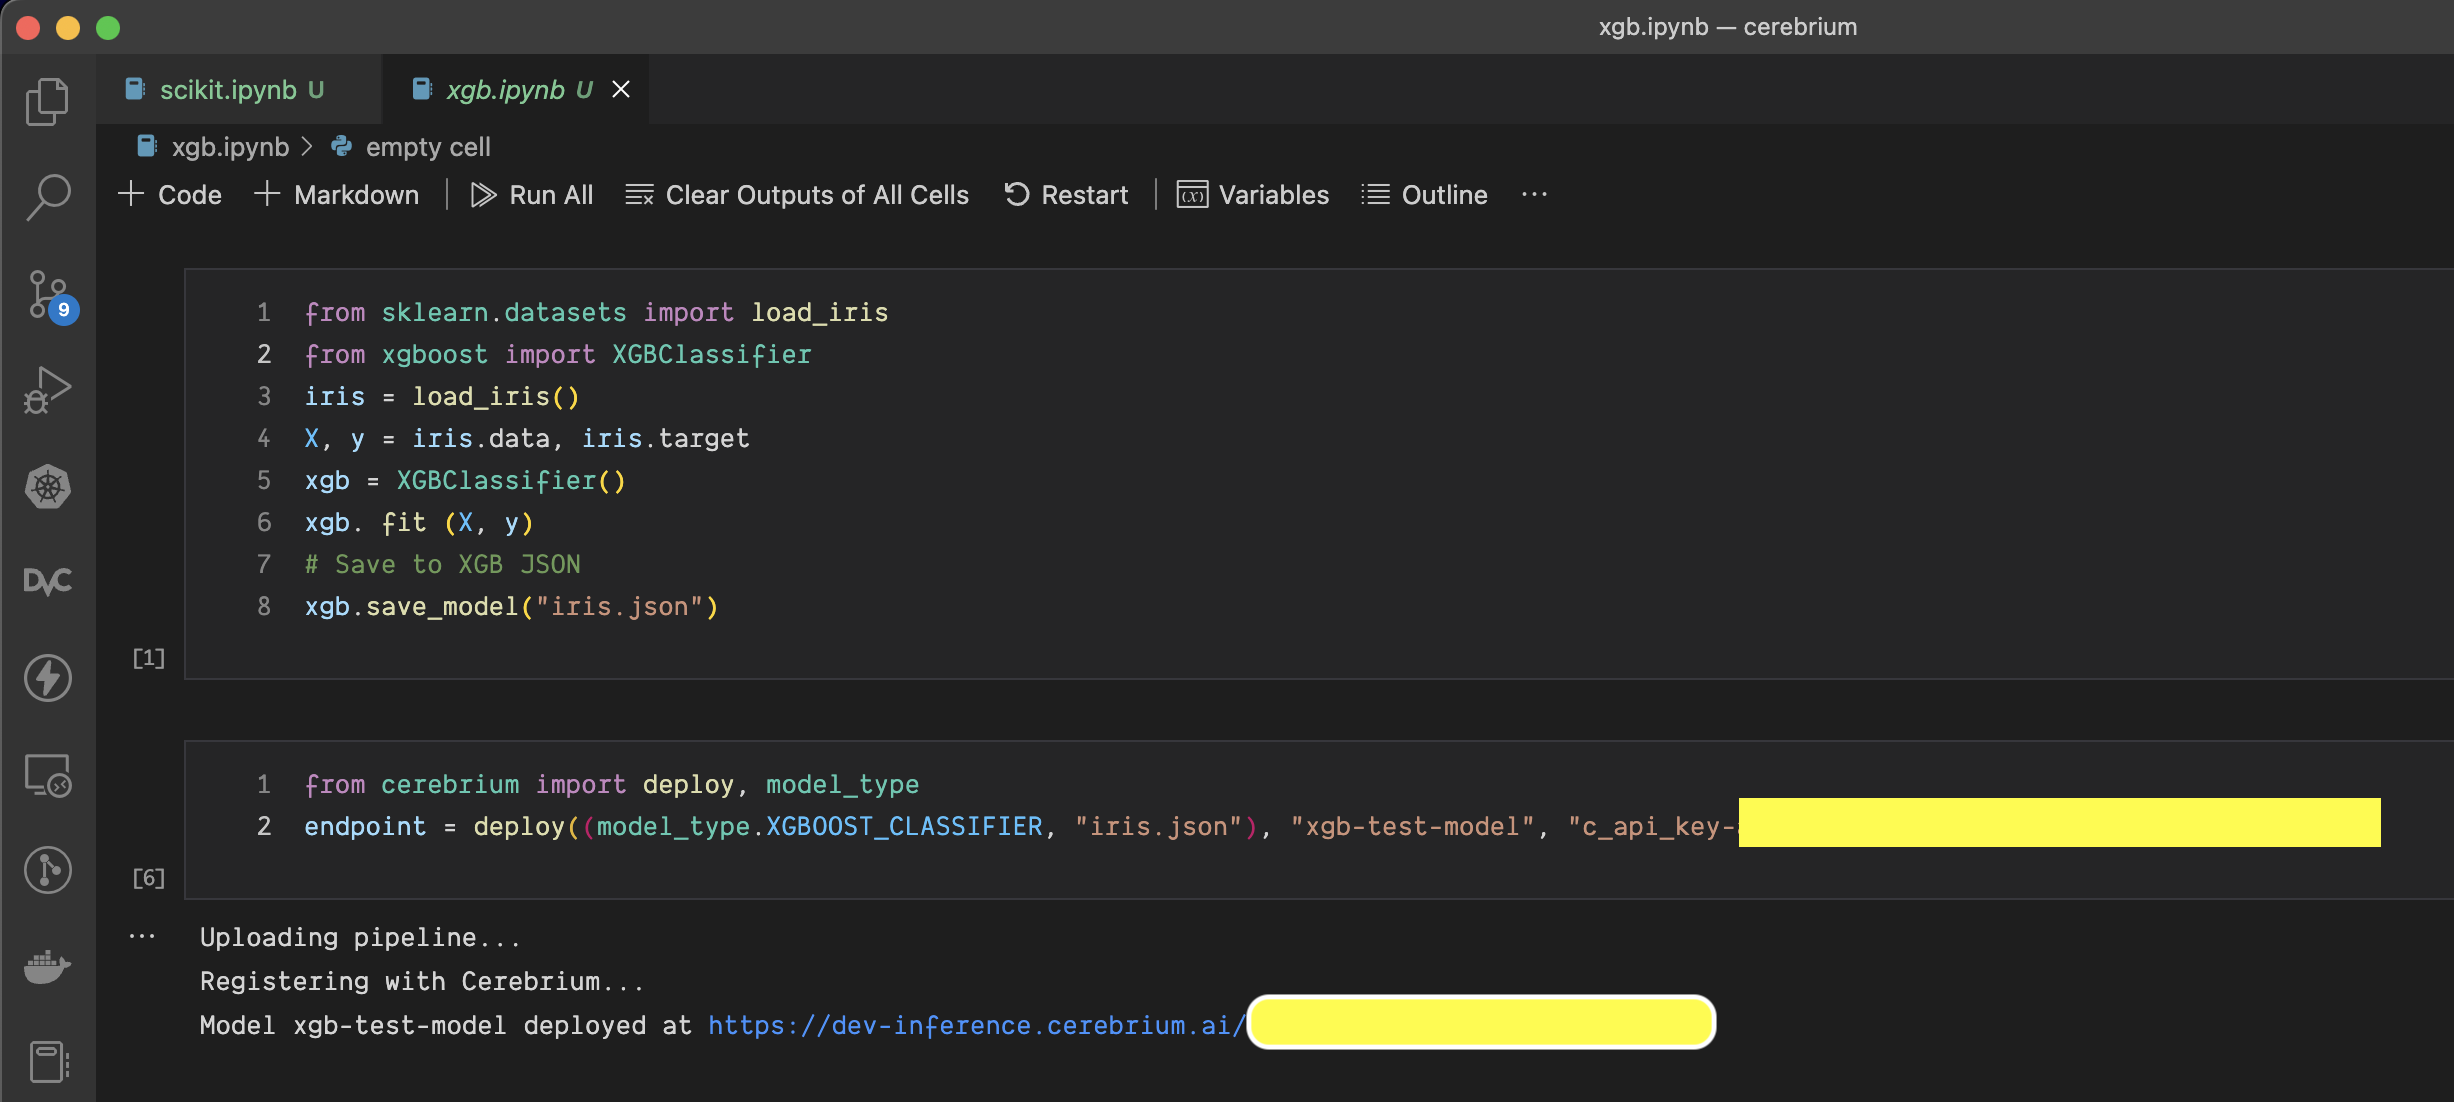 xgb.ipynb — cerebrium
scikit.ipynb U
xgb.ipynb U
xgb.ipynb > empty cell
Code Markdown Run All Clear Outputs of All Cells Restart Variables Outline ...
9
1 from sklearn.datasets import load_iris
2 from xgboost import XGBClassifier
3 iris = load_iris()
4 X, y = iris.data, iris.target
5 xgb = XGBClassifier()
6 xgb. fit (X, y)
7 # Save to XGB JSON
8 xgb.save_model("iris.json")
[1]
DVC
1 from cerebrium import deploy, model_type
2 endpoint = deploy((model_type.XGBOOST_CLASSIFIER, "iris.json"), "xgb-test-model", "c_api_key-
[6]
... Uploading pipeline...
Registering with Cerebrium...
Model xgb-test-model deployed at https://dev-inference.cerebrium.ai/